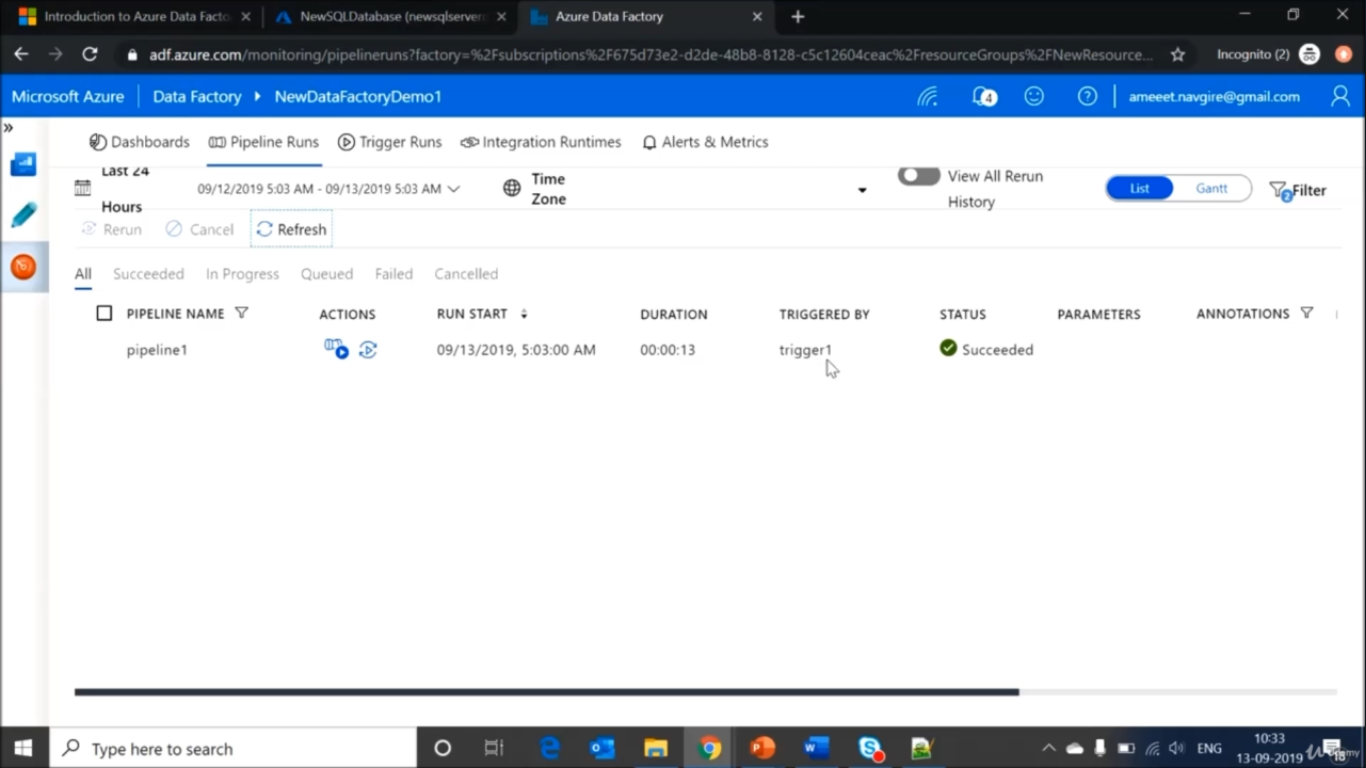 Introduction to Azure Data Facto
NewSQLDatabase (newsqlserver
Azure Data Factory
adf.azure.com/monitoring/pipelineruns?factory=%2Fsubscriptions%2F675d73e2-d2de-48b8-8128-c5c12604ceac%2FresourceGroups%2FNewResource...
Incognito (2)
Microsoft Azure
Data Factory
NewDataFactoryDemo1
4
ameeet.navgire@gmail.com
Dashboards
Pipeline Runs
Trigger Runs
Integration Runtimes
Alerts & Metrics
Last 24
Hours
09/12/2019 5:03 AM - 09/13/2019 5:03 AM
Time
Zone
View All Rerun
History
List
Gantt
2
Filter
Rerun
Cancel
Refresh
All
Succeeded
In Progress
Queued
Failed
Cancelled
PIPELINE NAME
ACTIONS
RUN START
DURATION
TRIGGERED BY
STATUS
PARAMETERS
ANNOTATIONS
pipeline1
09/13/2019, 5:03:00 AM
00:00:13
trigger1
Succeeded
Type here to search
ENG
10:33
13-09-2019
18